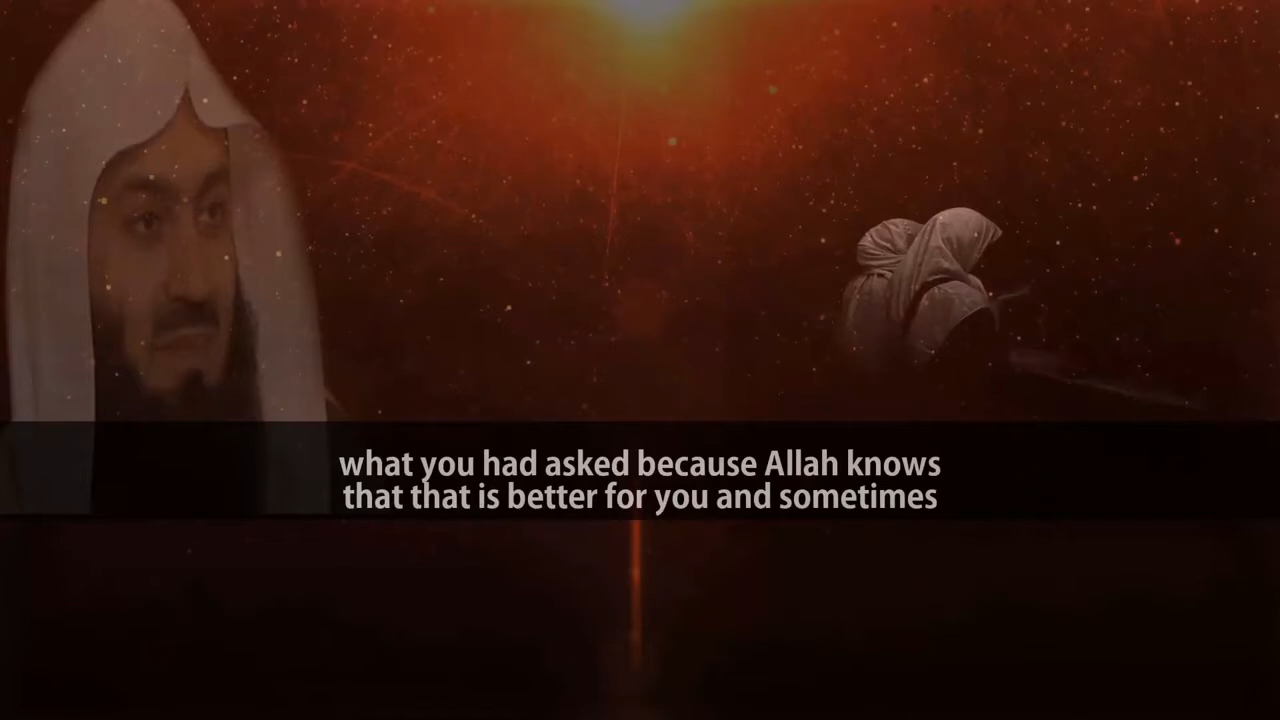 what you had asked because Allah knows
that that is better for you and sometimes